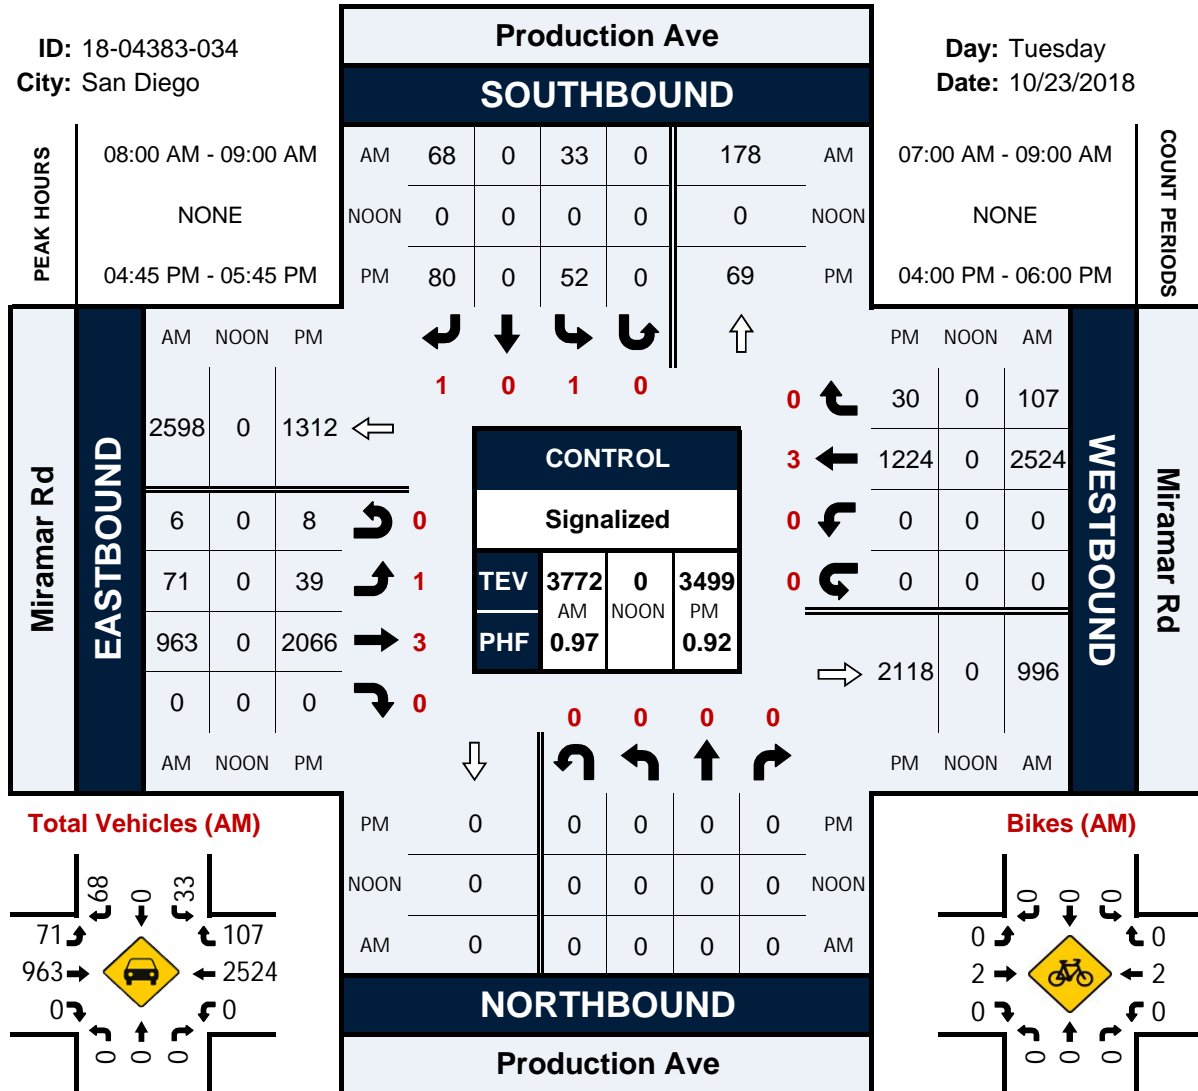 ID: 18-04383-034
City: San Diego
Production Ave
SOUTHBOUND
Day: Tuesday
Date: 10/23/2018
PEAK HOURS
08:00 AM - 09:00 AM
NONE
04:45 PM - 05:45 PM
AM 68 0 33 0 178 AM
NOON 0 0 0 0 0 NOON
PM 80 0 52 0 69 PM
07:00 AM - 09:00 AM
NONE
04:00 PM - 06:00 PM
COUNT PERIODS
1 0 1 0
Miramar Rd
EASTBOUND
AM NOON PM
2598 0 1312
6 0 8 0
71 0 39 1
963 0 2066 3
0 0 0 0
AM NOON PM
CONTROL
Signalized
TEV 3772 0 3499
AM NOON PM
PHF 0.97 0.92
PM NOON AM
0 30 0 107
3 1224 0 2524
0 0 0 0
0 0 0 0
2118 0 996
PM NOON AM
WESTBOUND
Miramar Rd
0 0 0 0
PM 0 0 0 0 0 PM
NOON 0 0 0 0 0 NOON
AM 0 0 0 0 0 AM
NORTHBOUND
Production Ave
Total Vehicles (AM)
68 0 33
71 107
963 2524
0 0
0 0 0
Bikes (AM)
0 0 0
0 0
2 2
0 0
0 0 0